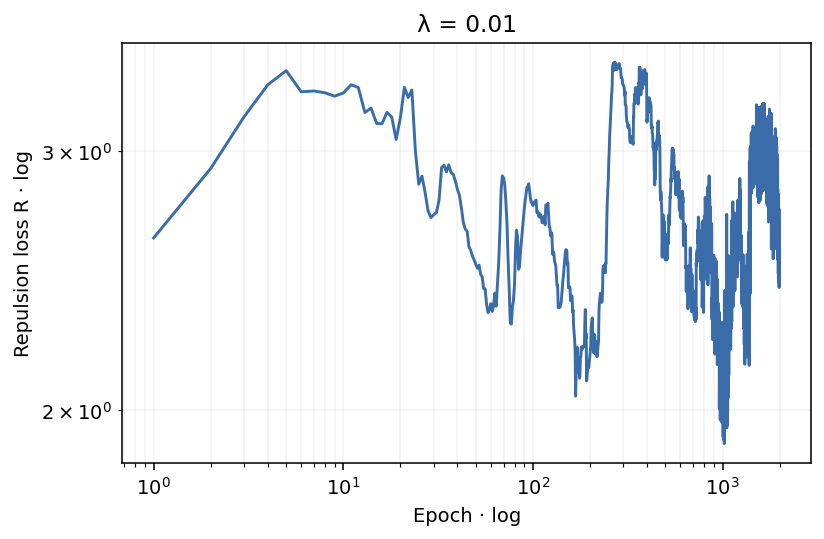 λ = 0.01
Repulsion loss R · log
3 × 10⁰
2 × 10⁰
10⁰ 10¹ 10² 10³
Epoch · log